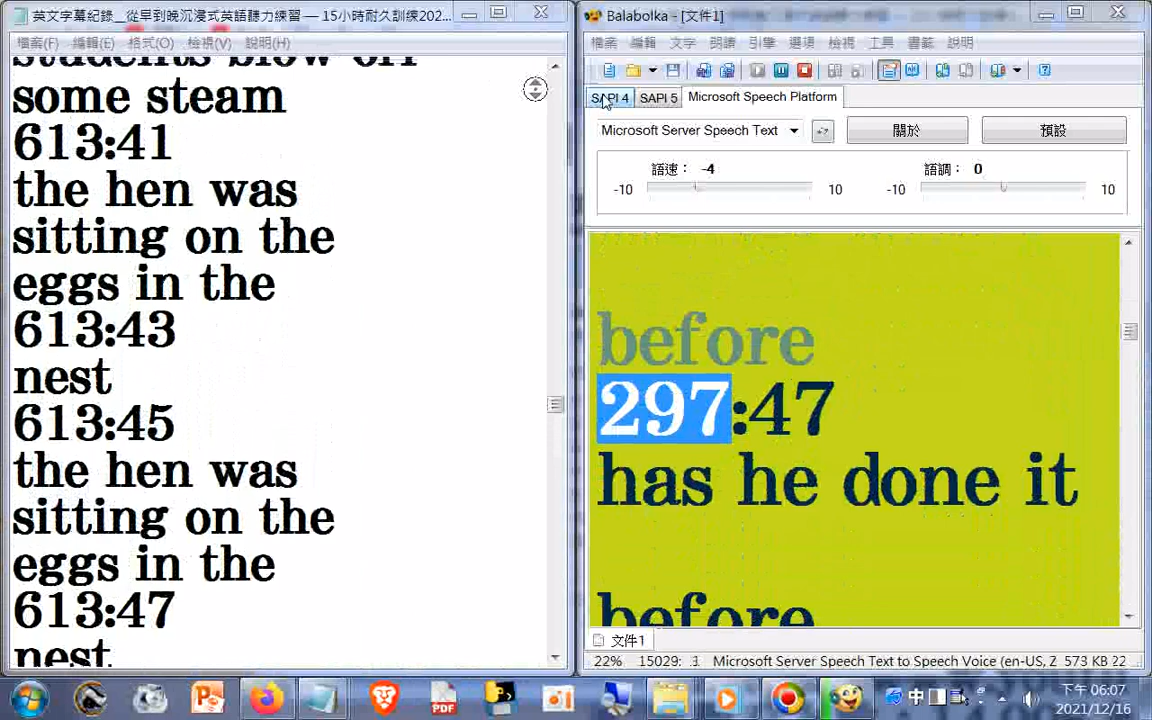 英文字幕紀錄__從早到晚沉浸式英語聽力練習 — 15小時耐久訓練202...
檔案(F) 編輯(E) 格式(O) 檢視(V) 說明(H)
students blow off
some steam
613:41
the hen was
sitting on the
eggs in the
613:43
nest
613:45
the hen was
sitting on the
eggs in the
613:47
nest
Balabolka - [文件1]
檔案 編輯 文字 朗讀 引擎 選項 檢視 工具 書籤 說明
SAPI 4 SAPI 5 Microsoft Speech Platform
Microsoft Server Speech Text 關於 預設
語速： -4 語調： 0
-10 10 -10 10
before
297:47
has he done it
before
文件1
22% 15029: Microsoft Server Speech Text to Speech Voice (en-US, Z 573 KB 22
PDF 中 下午 06:07
2021/12/16